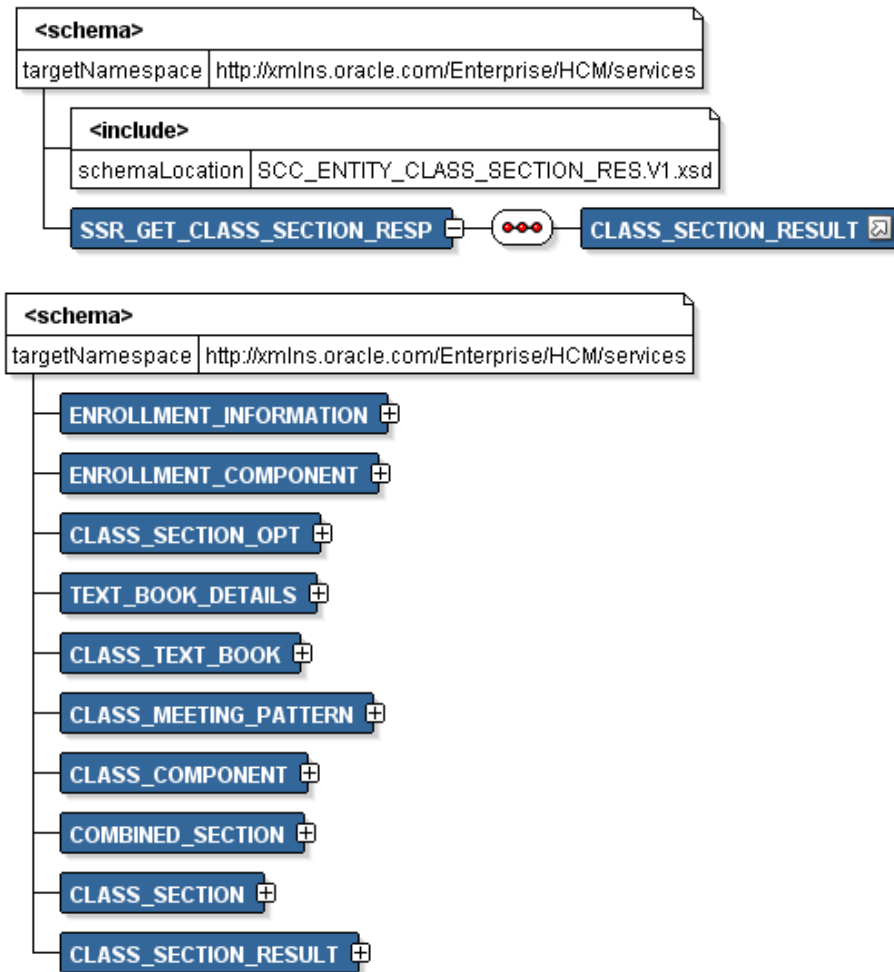 <schema>
targetNamespace http://xmlns.oracle.com/Enterprise/HCM/services
<include>
schemaLocation SCC_ENTITY_CLASS_SECTION_RES.V1.xsd
SSR_GET_CLASS_SECTION_RESP CLASS_SECTION_RESULT
<schema>
targetNamespace http://xmlns.oracle.com/Enterprise/HCM/services
ENROLLMENT_INFORMATION
ENROLLMENT_COMPONENT
CLASS_SECTION_OPT
TEXT_BOOK_DETAILS
CLASS_TEXT_BOOK
CLASS_MEETING_PATTERN
CLASS_COMPONENT
COMBINED_SECTION
CLASS_SECTION
CLASS_SECTION_RESULT